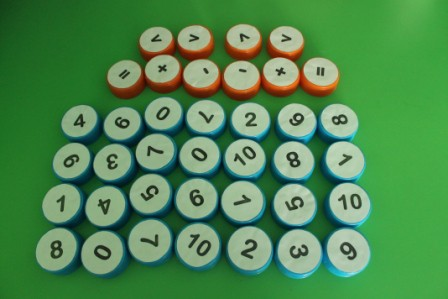 < > < >
= + - - + =
4 9 0 7 2 9 8
6 3 7 0 10 8 1
1 4 5 9 1 5 10
8 0 7 10 2 3 6